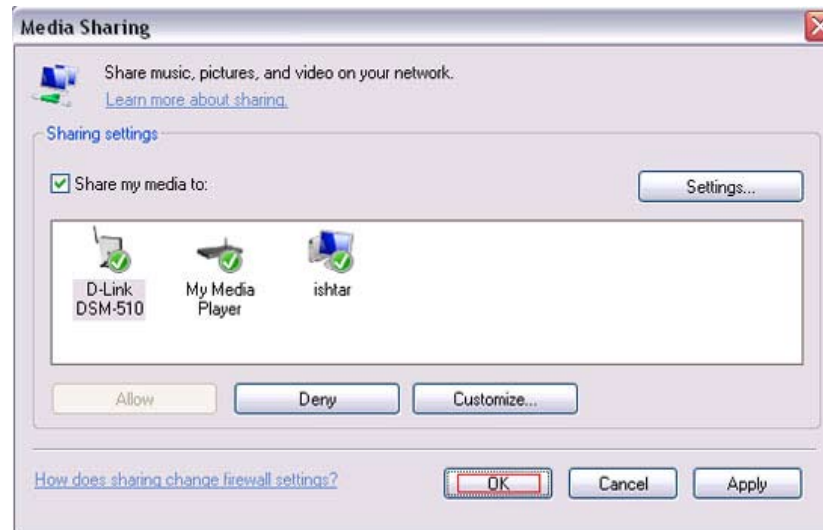 Media Sharing
Share music, pictures, and video on your network.
Learn more about sharing.
Sharing settings
Share my media to:
Settings...
D-Link
DSM-510
My Media
Player
ishtar
Allow
Deny
Customize...
How does sharing change firewall settings?
OK
Cancel
Apply